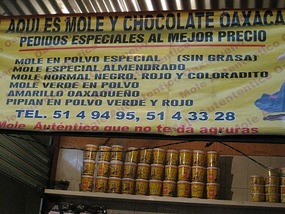 AQUI ES MOLE Y CHOCOLATE OAXACA
PEDIDOS ESPECIALES AL MEJOR PRECIO
MOLE EN POLVO ESPECIAL (SIN GRASA)
MOLE ESPECIAL ALMENDRADO
MOLE NORMAL NEGRO, ROJO Y COLORADITO
MOLE VERDE EN POLVO
AMARILLO OAXAQUEÑO
PIPIAN EN POLVO VERDE Y ROJO
TEL. 51 4 94 95, 51 4 33 28
Mole Autentico que no te dá agruras